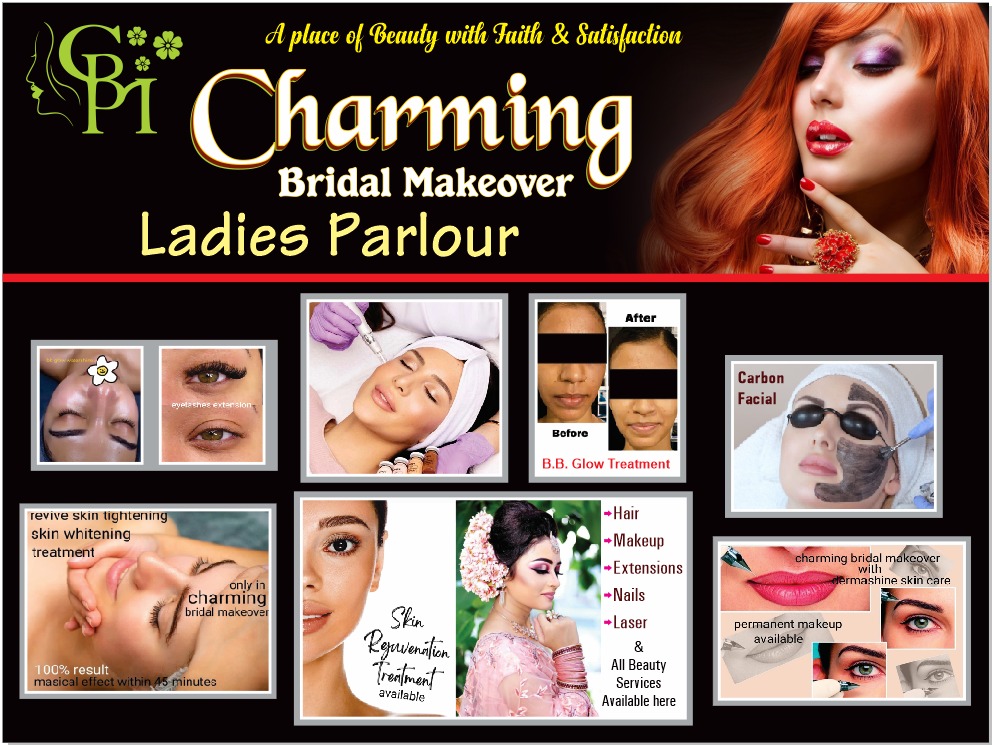 CBM
A place of Beauty with Faith & Satisfaction
Charming
Bridal Makeover
Ladies Parlour
eyelashes extension
After
Before
B.B. Glow Treatment
Carbon
Facial
revive skin tightening
skin whitening
treatment
only in
charming
bridal makeover
100% result
masical effect within 45 minutes
Skin
Rejuvenation
Treatment
available
Hair
Makeup
Extensions
Nails
Laser
&
All Beauty
Services
Available here
charming bridal makeover
with
dermashine skin care
permanent makeup
available